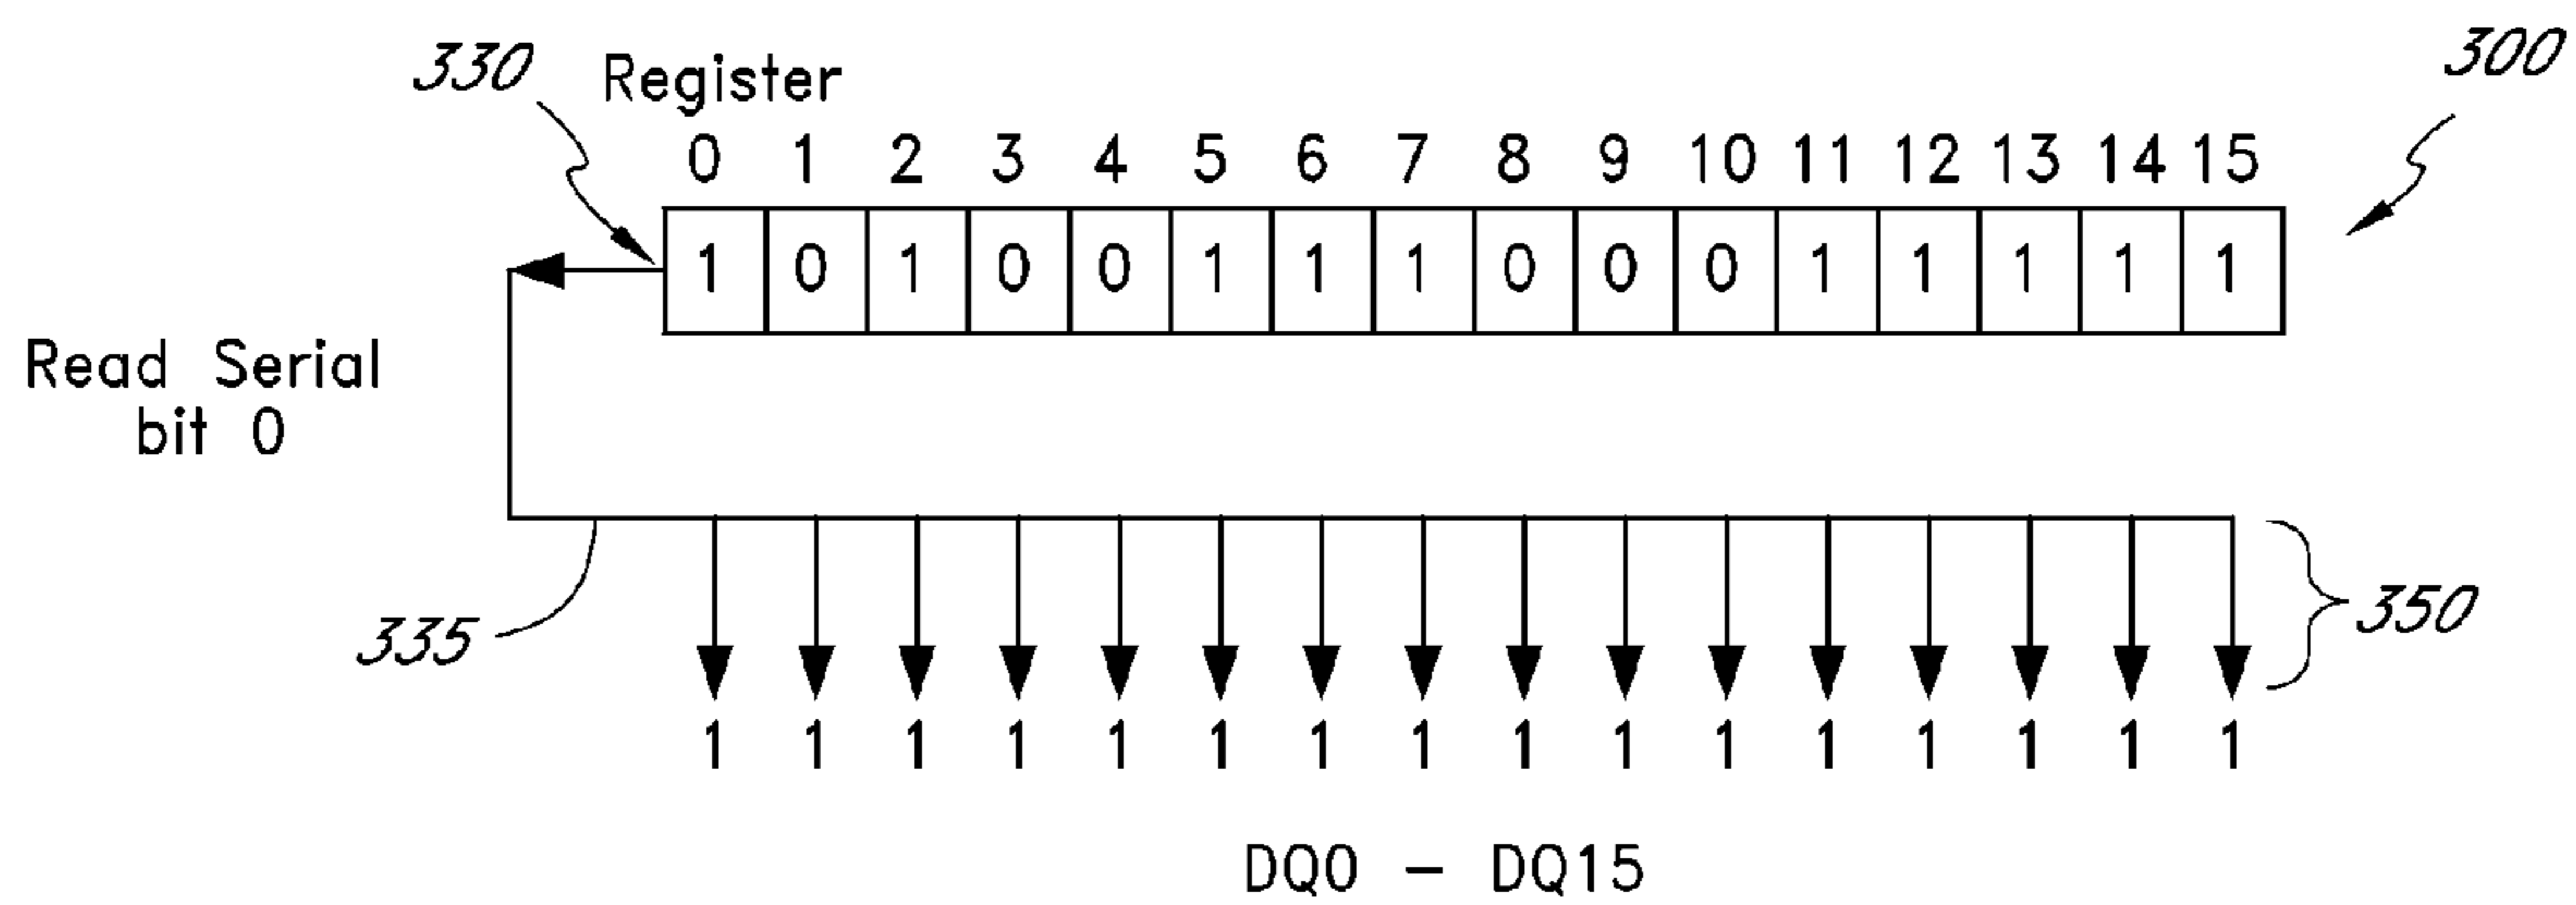 330 Register 300
0 1 2 3 4 5 6 7 8 9 10 11 12 13 14 15
1 0 1 0 0 1 1 1 0 0 0 1 1 1 1 1
Read Serial
bit 0
335 350
1 1 1 1 1 1 1 1 1 1 1 1 1 1 1 1
DQ0 – DQ15